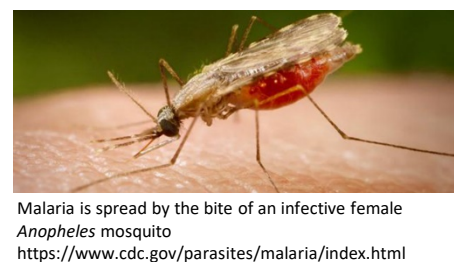 Malaria is spread by the bite of an infective female
Anopheles mosquito
https://www.cdc.gov/parasites/malaria/index.html